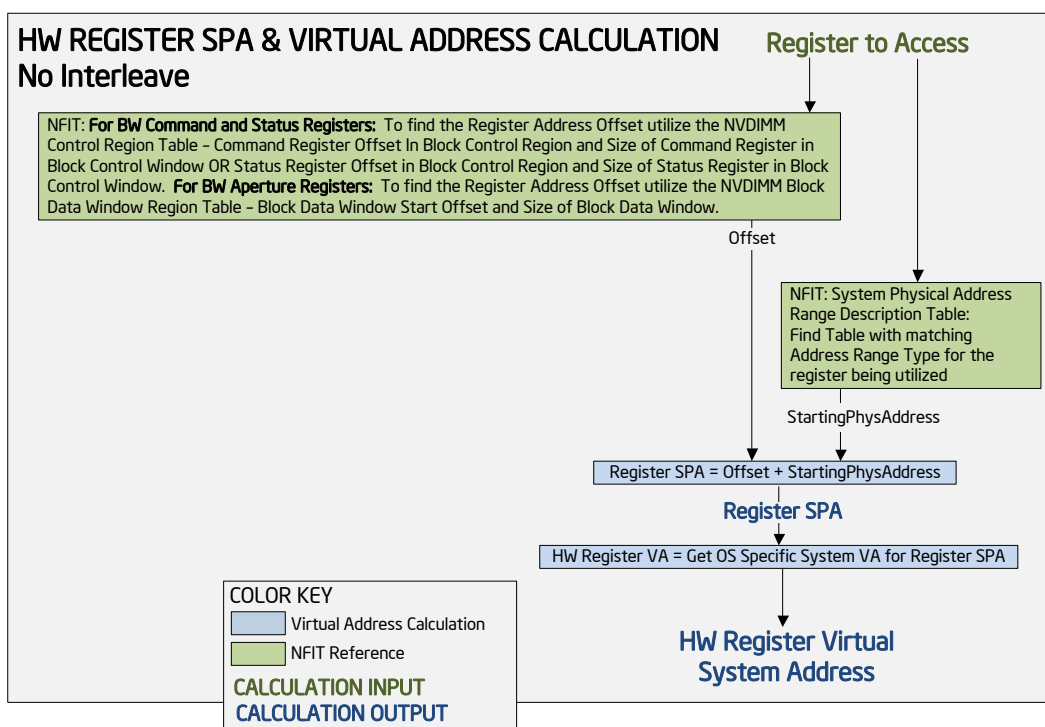 HW REGISTER SPA & VIRTUAL ADDRESS CALCULATION
No Interleave
Register to Access
NFIT: For BW Command and Status Registers: To find the Register Address Offset utilize the NVDIMM
Control Region Table – Command Register Offset In Block Control Region and Size of Command Register in
Block Control Window OR Status Register Offset in Block Control Region and Size of Status Register in Block
Control Window. For BW Aperture Registers: To find the Register Address Offset utilize the NVDIMM Block
Data Window Region Table – Block Data Window Start Offset and Size of Block Data Window.
Offset
NFIT: System Physical Address
Range Description Table:
Find Table with matching
Address Range Type for the
register being utilized
StartingPhysAddress
Register SPA = Offset + StartingPhysAddress
Register SPA
HW Register VA = Get OS Specific System VA for Register SPA
HW Register Virtual
System Address
COLOR KEY
Virtual Address Calculation
NFIT Reference
CALCULATION INPUT
CALCULATION OUTPUT